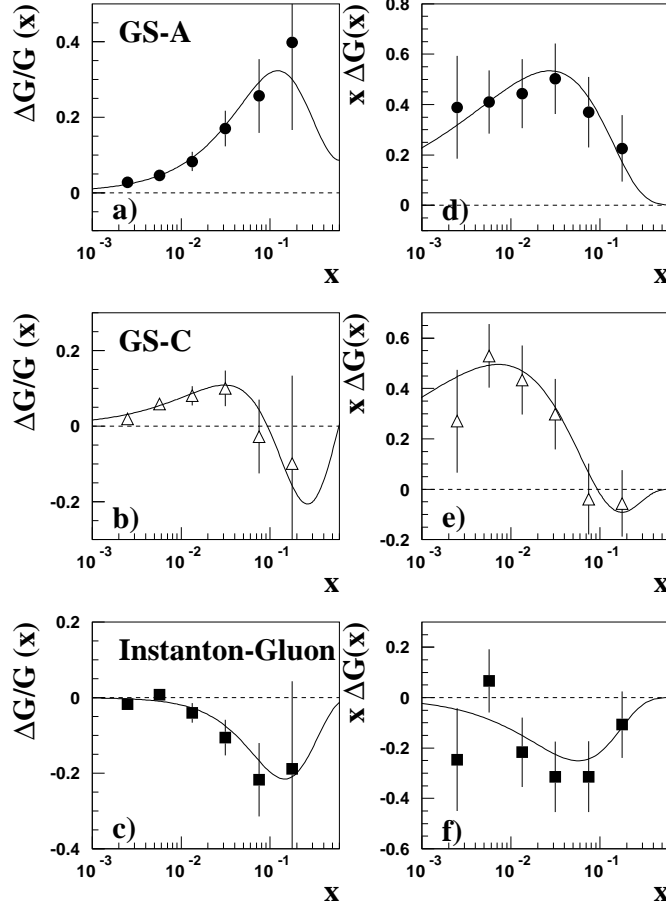 ΔG/G (x)
GS-A
0.4
0.2
0
a)
10⁻³ 10⁻² 10⁻¹
x
x ΔG(x)
0.8
0.6
0.4
0.2
0
d)
10⁻³ 10⁻² 10⁻¹
x
ΔG/G (x)
GS-C
0.2
0
-0.2
b)
10⁻³ 10⁻² 10⁻¹
x
x ΔG(x)
0.6
0.4
0.2
0
-0.2
e)
10⁻³ 10⁻² 10⁻¹
x
ΔG/G (x)
Instanton-Gluon
0.2
0
-0.2
-0.4
c)
10⁻³ 10⁻² 10⁻¹
x
x ΔG(x)
0.2
0
-0.2
-0.4
-0.6
f)
10⁻³ 10⁻² 10⁻¹
x